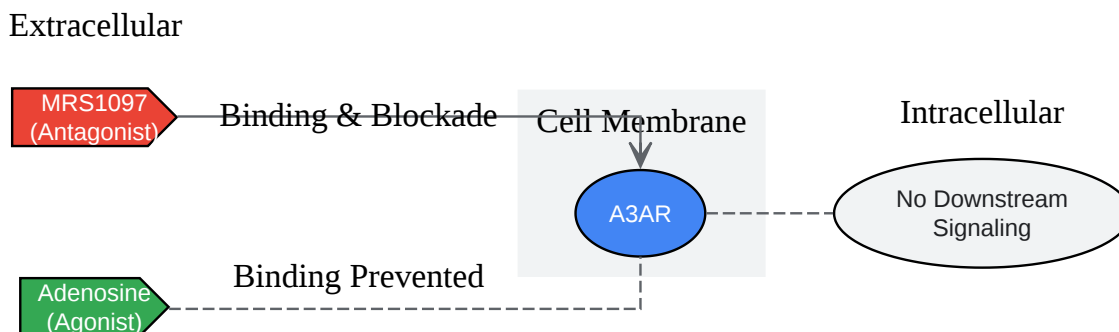 Extracellular
MRS1097
(Antagonist)
Binding & Blockade
Cell Membrane
Intracellular
A3AR
No Downstream
Signaling
Binding Prevented
Adenosine
(Agonist)